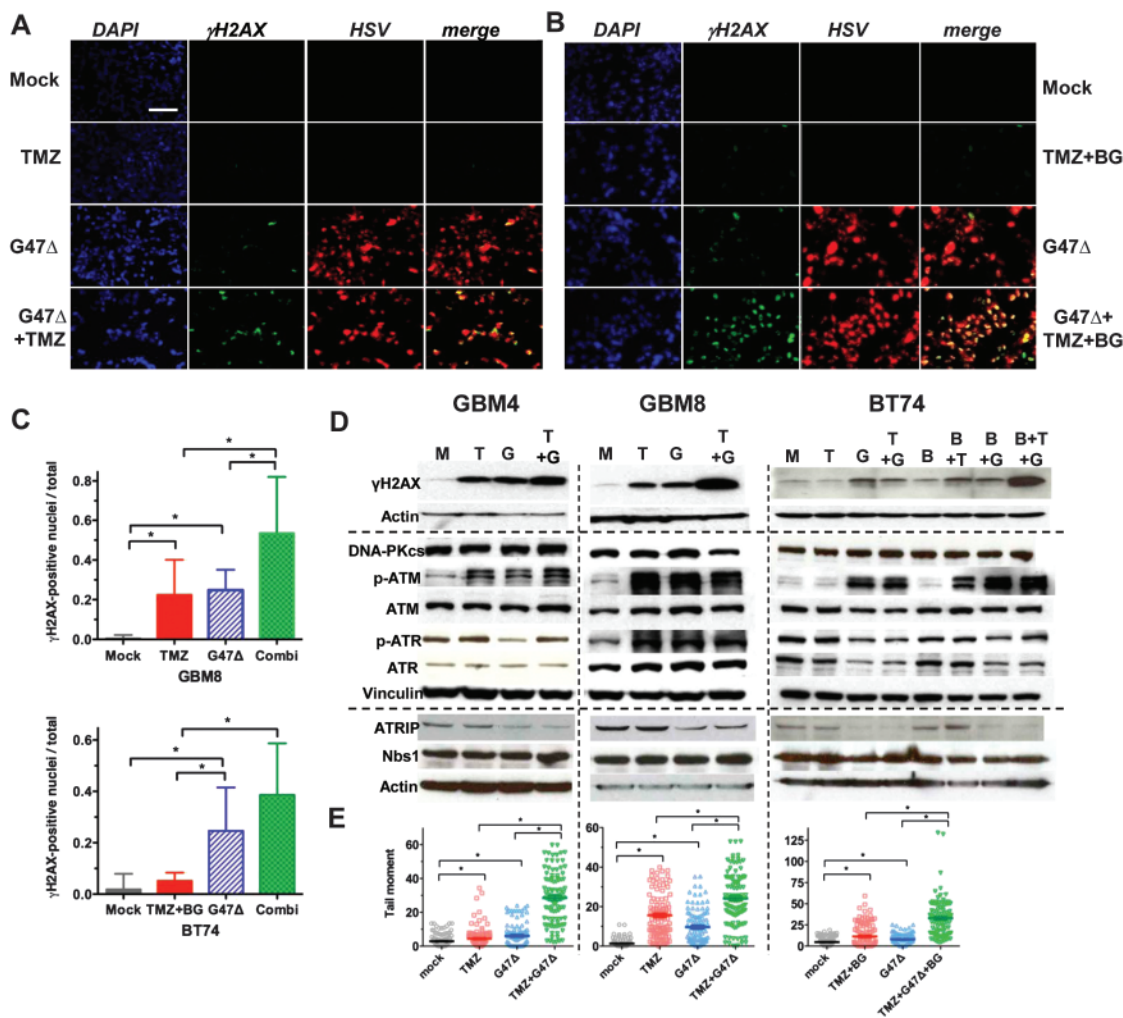 A
DAPI γH2AX HSV merge
Mock
TMZ
G47Δ
G47Δ
+TMZ
B
DAPI γH2AX HSV merge
Mock
TMZ+BG
G47Δ
G47Δ+
TMZ+BG
C
γH2AX-positive nuclei / total
0.8
0.6
0.4
0.2
0.0
* * * *
Mock TMZ G47Δ Combi
GBM8
γH2AX-positive nuclei / total
0.6
0.4
0.2
0.0
* * * *
Mock TMZ+BG G47Δ Combi
BT74
D
GBM4 GBM8 BT74
M T G T
+G
M T G T
+G
M T G T
+G B B
+T B
+G B+T
+G
γH2AX
Actin
DNA-PKcs
p-ATM
ATM
p-ATR
ATR
Vinculin
ATRIP
Nbs1
Actin
E
Tail moment
60
40
20
0
* * * *
mock TMZ G47Δ TMZ+G47Δ
60
40
20
0
* * * *
mock TMZ G47Δ TMZ+G47Δ
125
100
75
50
25
0
* * * *
mock TMZ+BG G47Δ TMZ+G47Δ+BG